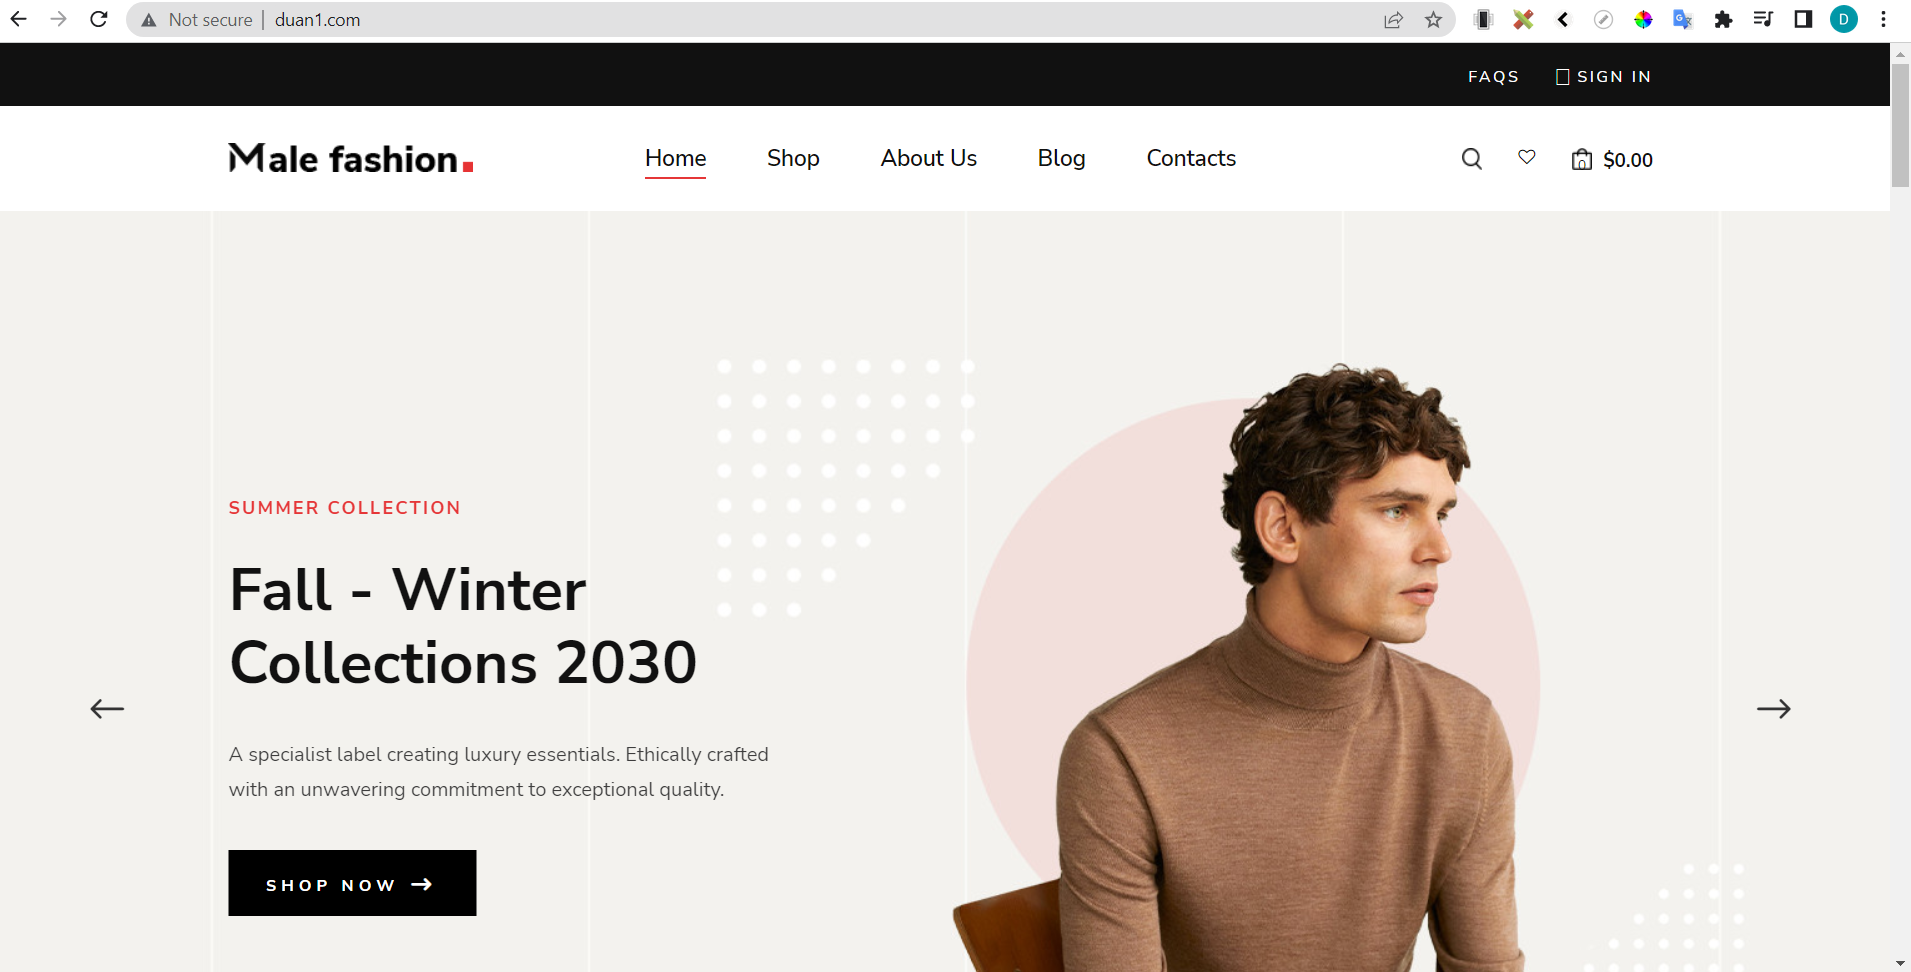 Not secure | duan1.com
D
FAQS SIGN IN
Male fashion.
Home Shop About Us Blog Contacts
0 $0.00
SUMMER COLLECTION
Fall - Winter
Collections 2030
A specialist label creating luxury essentials. Ethically crafted
with an unwavering commitment to exceptional quality.
SHOP NOW →